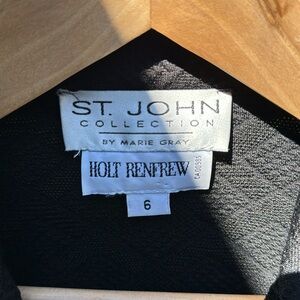 ST. JOHN
COLLECTION
BY MARIE GRAY
HOLT RENFREW
6